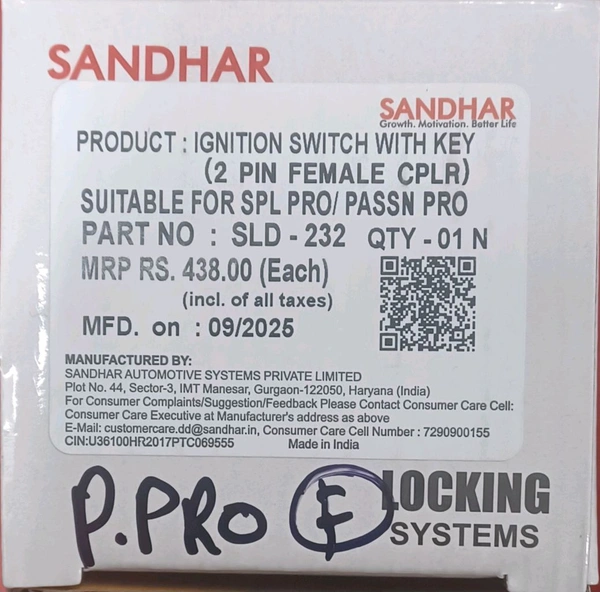 SANDHAR
SANDHAR
Growth. Motivation. Better Life
PRODUCT : IGNITION SWITCH WITH KEY
(2 PIN FEMALE CPLR)
SUITABLE FOR SPL PRO/ PASSN PRO
PART NO : SLD - 232 QTY - 01 N
MRP RS. 438.00 (Each)
(incl. of all taxes)
MFD. on : 09/2025
MANUFACTURED BY:
SANDHAR AUTOMOTIVE SYSTEMS PRIVATE LIMITED
Plot No. 44, Sector-3, IMT Manesar, Gurgaon-122050, Haryana (India)
For Consumer Complaints/Suggestion/Feedback Please Contact Consumer Care Cell:
Consumer Care Executive at Manufacturer's address as above
E-Mail: customercare.dd@sandhar.in, Consumer Care Cell Number : 7290900155
CIN:U36100HR2017PTC069555 Made in India
P.PRO F
LOCKING
SYSTEMS